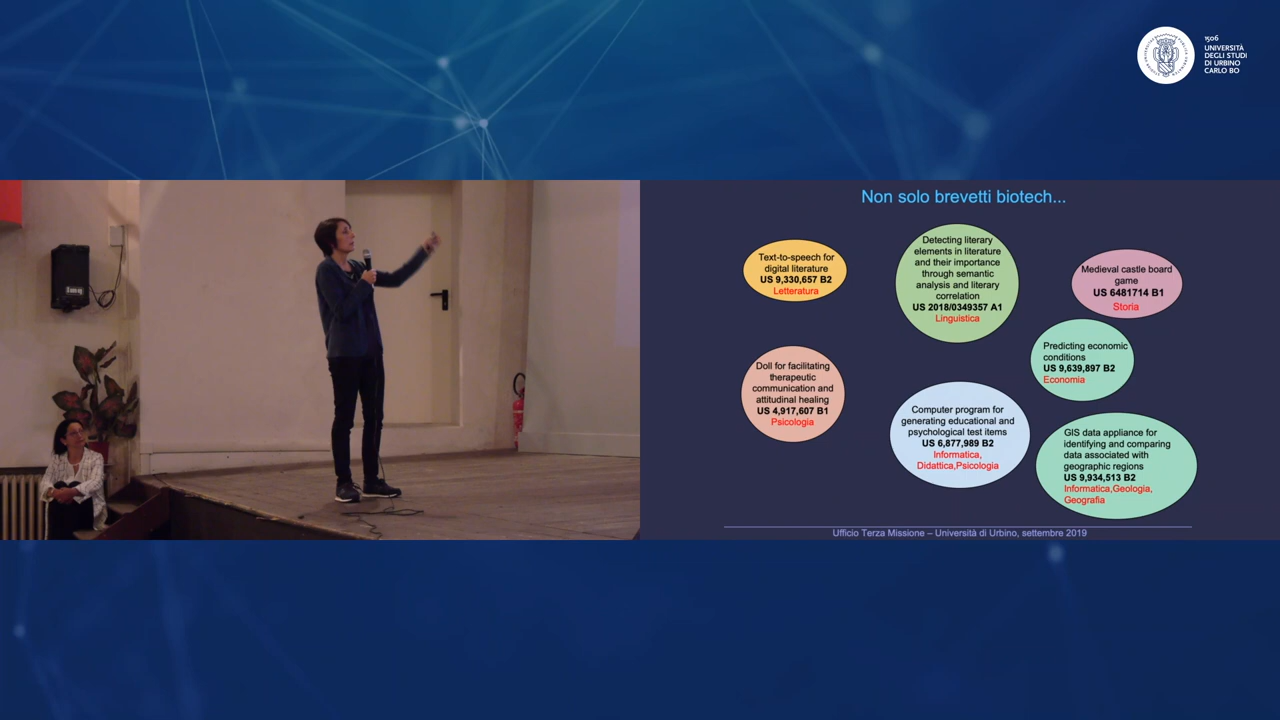 1506
UNIVERSITÀ
DEGLI STUDI
DI URBINO
CARLO BO
Non solo brevetti biotech...
Text-to-speech for
digital literature
US 9,330,657 B2
Letteratura
Detecting literary
elements in literature
and their importance
through semantic
analysis and literary
correlation
US 2018/0349357 A1
Linguistica
Medieval castle board
game
US 6481714 B1
Storia
Predicting economic
conditions
US 9,639,897 B2
Economia
Doll for facilitating
therapeutic
communication and
attitudinal healing
US 4,917,607 B1
Psicologia
Computer program for
generating educational and
psychological test items
US 6,877,989 B2
Informatica,
Didattica,Psicologia
GIS data appliance for
identifying and comparing
data associated with
geographic regions
US 9,934,513 B2
Informatica,Geologia,
Geografia
Ufficio Terza Missione – Università di Urbino, settembre 2019